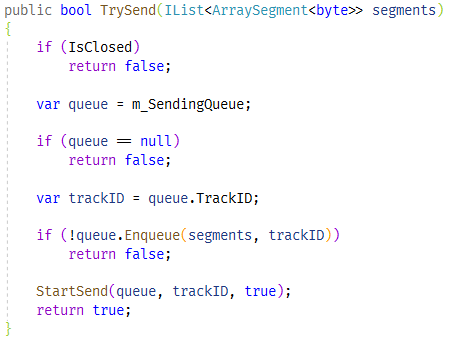 public bool TrySend(IList<ArraySegment<byte>> segments)
{
    if (IsClosed)
        return false;

    var queue = m_SendingQueue;

    if (queue == null)
        return false;

    var trackID = queue.TrackID;

    if (!queue.Enqueue(segments, trackID))
        return false;

    StartSend(queue, trackID, true);
    return true;
}